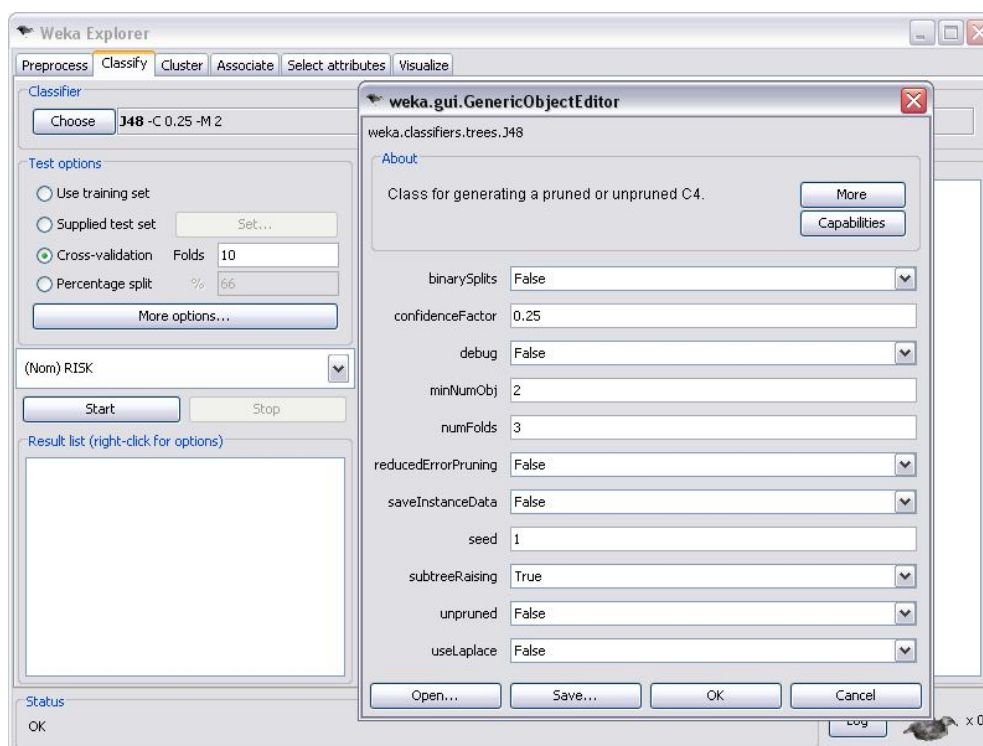 Weka Explorer
Preprocess Classify Cluster Associate Select attributes Visualize
Classifier
Choose J48 -C 0.25 -M 2
Test options
Use training set
Supplied test set Set...
Cross-validation Folds 10
Percentage split % 66
More options...
(Nom) RISK
Start Stop
Result list (right-click for options)
Status
OK
Log x 0
weka.gui.GenericObjectEditor
weka.classifiers.trees.J48
About
Class for generating a pruned or unpruned C4.
More
Capabilities
binarySplits False
confidenceFactor 0.25
debug False
minNumObj 2
numFolds 3
reducedErrorPruning False
saveInstanceData False
seed 1
subtreeRaising True
unpruned False
useLaplace False
Open... Save... OK Cancel